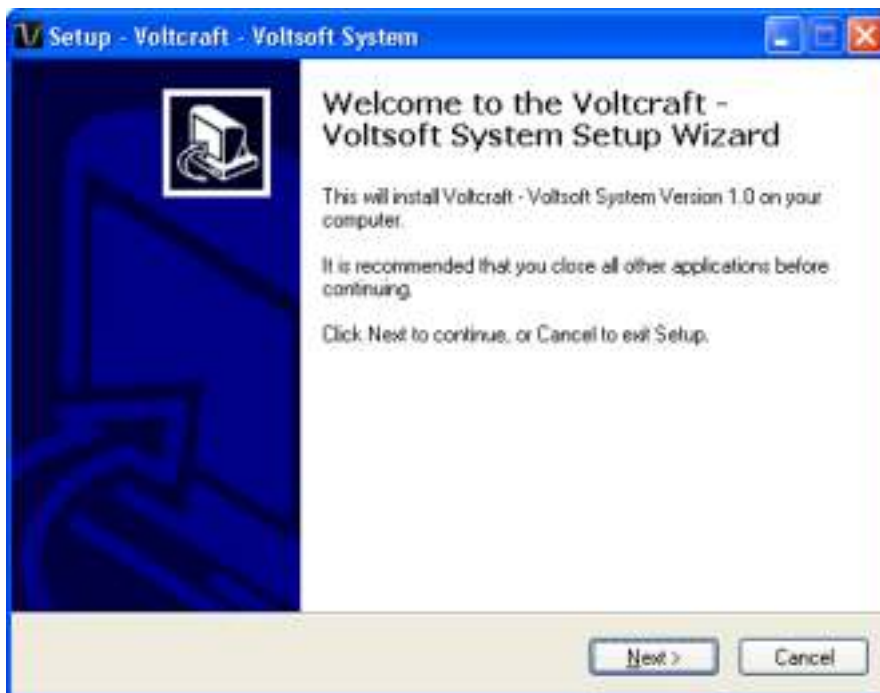 Setup - Voltcraft - Voltsoft System
Welcome to the Voltcraft -
Voltsoft System Setup Wizard
This will install Voltcraft - Voltsoft System Version 1.0 on your
computer.
It is recommended that you close all other applications before
continuing.
Click Next to continue, or Cancel to exit Setup.
Next >
Cancel